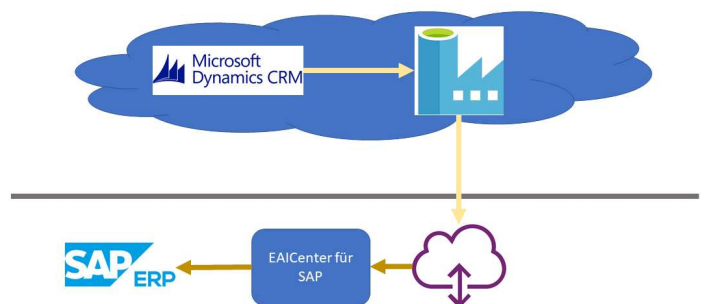 Microsoft
Dynamics CRM
EAICenter für
SAP
SAP
ERP